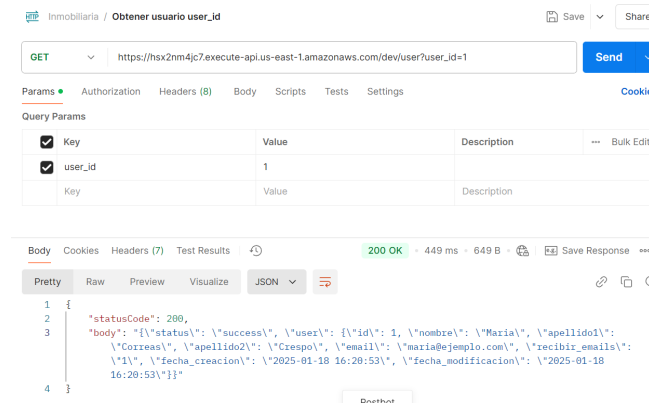 HTTP Inmobiliaria / Obtener usuario user_id Save Share
GET https://hsx2nm4jc7.execute-api.us-east-1.amazonaws.com/dev/user?user_id=1 Send
Params Authorization Headers (8) Body Scripts Tests Settings Cookie
Query Params
Key Value Description Bulk Edit
user_id 1
Key Value Description
Body Cookies Headers (7) Test Results 200 OK 449 ms 649 B Save Response
Pretty Raw Preview Visualize JSON
1 {
2 "statusCode": 200,
3 "body": "{\"status\": \"success\", \"user\": {\"id\": 1, \"nombre\": \"Maria\", \"apellido1\":
\"Correas\", \"apellido2\": \"Crespo\", \"email\": \"maria@ejemplo.com\", \"recibir_emails\":
\"1\", \"fecha_creacion\": \"2025-01-18 16:20:53\", \"fecha_modificacion\": \"2025-01-18
16:20:53\"}}"
4 }
Postbot